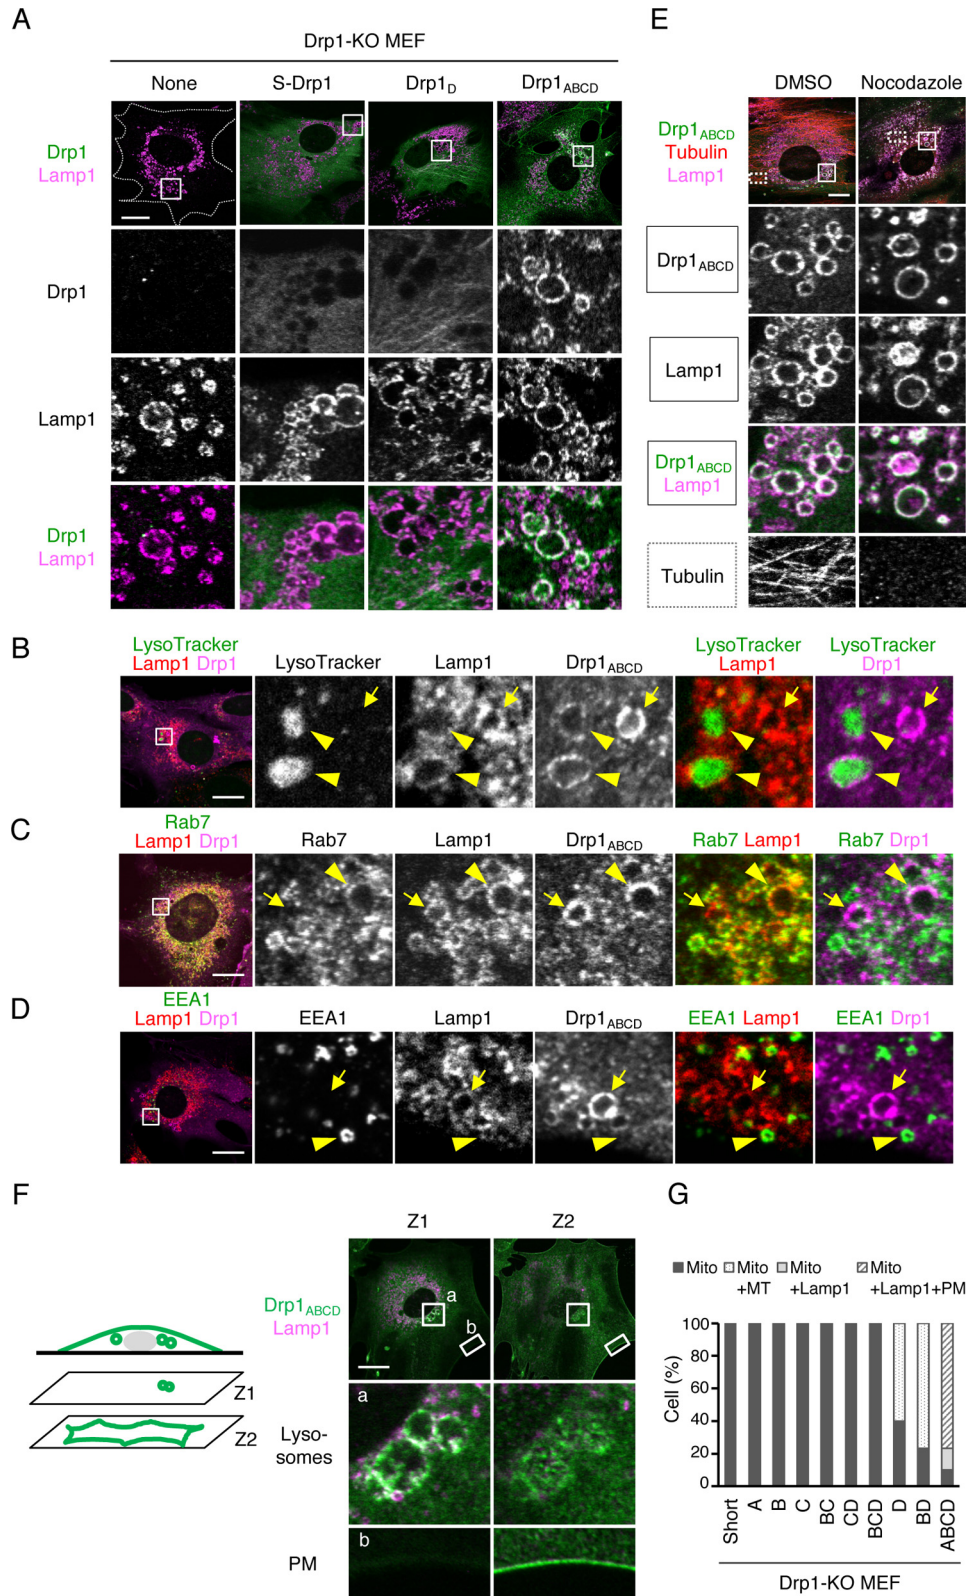 A
Drp1-KO MEF
None S-Drp1 Drp1D Drp1ABCD
Drp1
Lamp1
Drp1
Lamp1
Drp1
Lamp1
E
DMSO Nocodazole
Drp1ABCD
Tubulin
Lamp1
Drp1ABCD
Lamp1
Drp1ABCD
Lamp1
Tubulin
B
LysoTracker
Lamp1 Drp1
LysoTracker
Lamp1
Drp1ABCD
LysoTracker
Lamp1
LysoTracker
Drp1
C
Rab7
Lamp1 Drp1
Rab7
Lamp1
Drp1ABCD
Rab7 Lamp1
Rab7 Drp1
D
EEA1
Lamp1 Drp1
EEA1
Lamp1
Drp1ABCD
EEA1 Lamp1
EEA1 Drp1
F
Z1 Z2
Drp1ABCD
Lamp1
a
b
Z1
Z2
a
Lyso-
somes
b
PM
G
Mito
Mito
+MT
Mito
+Lamp1
Mito
+Lamp1+PM
Cell (%)
100
80
60
40
20
0
Short A B C BC CD BCD D BD ABCD
Drp1-KO MEF